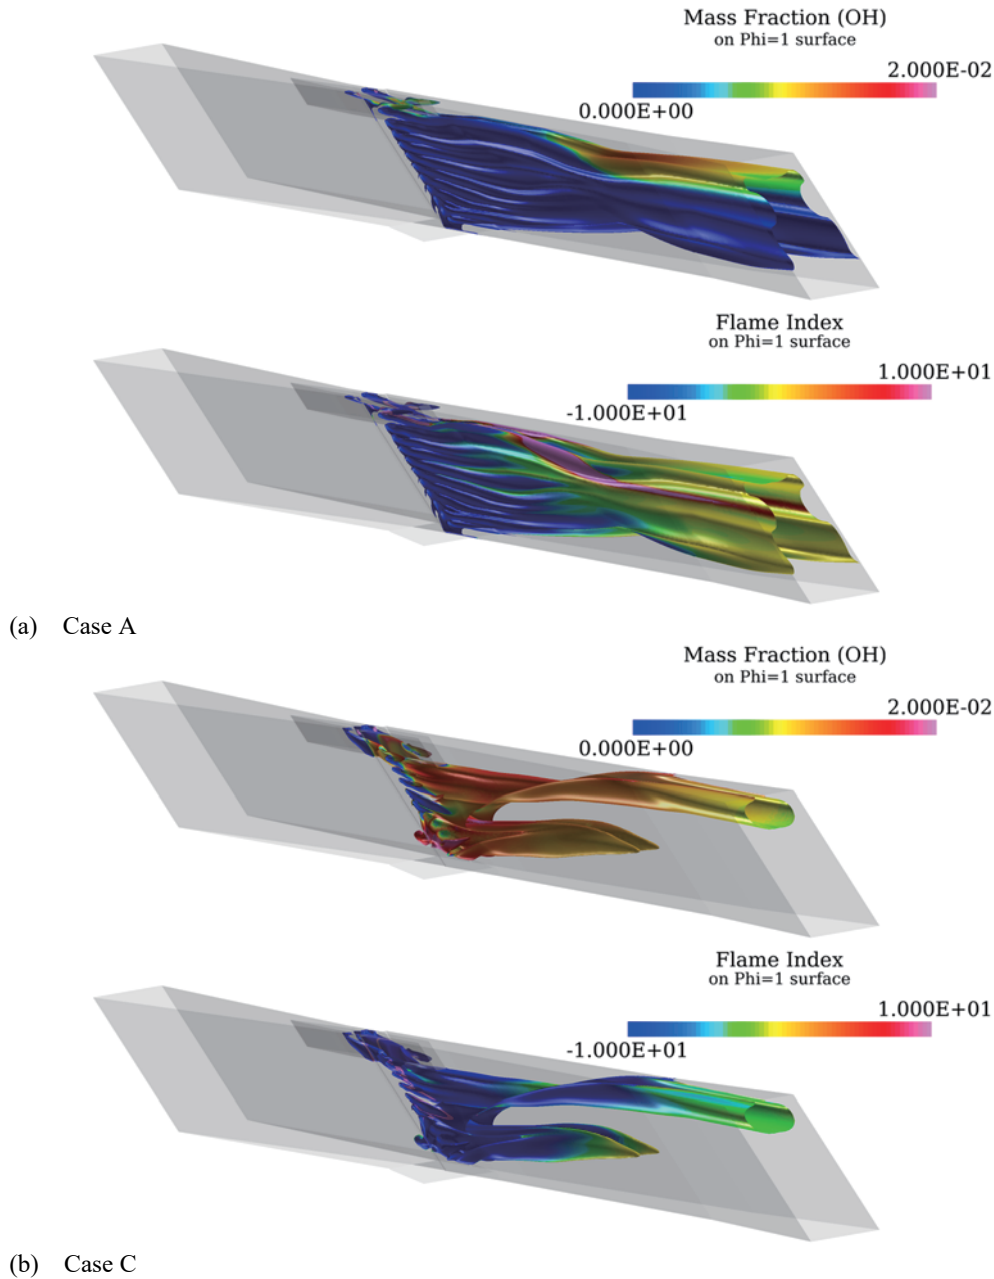 Mass Fraction (OH)
on Phi=1 surface
2.000E-02
0.000E+00
Flame Index
on Phi=1 surface
1.000E+01
-1.000E+01
(a) Case A
Mass Fraction (OH)
on Phi=1 surface
2.000E-02
0.000E+00
Flame Index
on Phi=1 surface
1.000E+01
-1.000E+01
(b) Case C